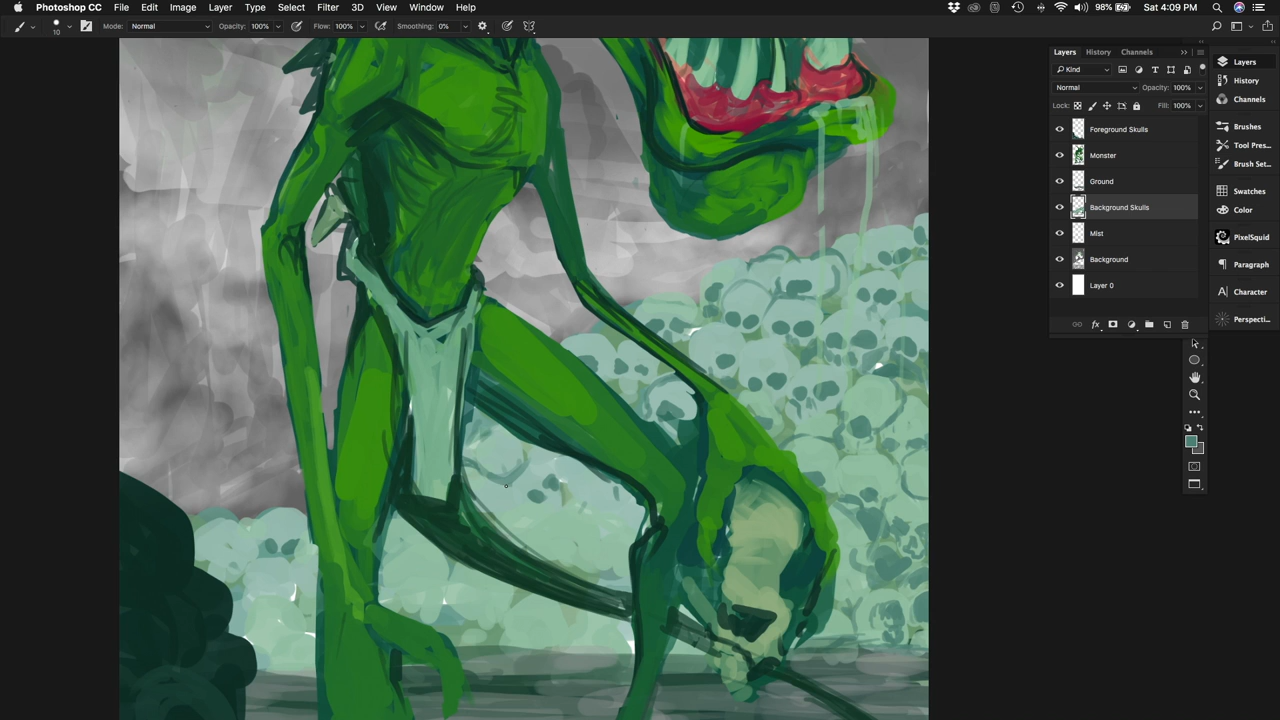 Photoshop CC File Edit Image Layer Type Select Filter 3D View Window Help 98% Sat 4:09 PM
10 Mode: Normal Opacity: 100% Flow: 100% Smoothing: 0%
Layers History Channels
Kind
Normal Opacity: 100%
Lock: Fill: 100%
Foreground Skulls
Monster
Ground
Background Skulls
Mist
Background
Layer 0
fx
Layers
History
Channels
Brushes
Tool Pres...
Brush Set...
Swatches
Color
PixelSquid
Paragraph
Character
Perspecti...